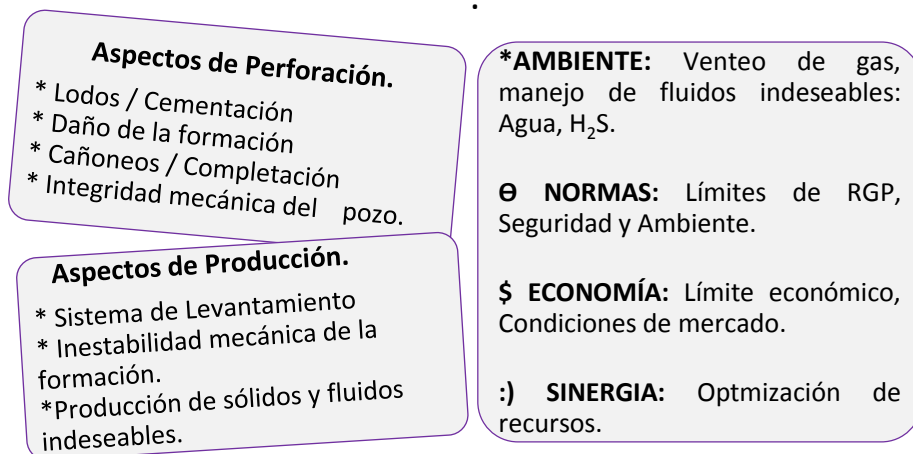 .
Aspectos de Perforación.
* Lodos / Cementación
* Daño de la formación
* Cañoneos / Completación
* Integridad mecánica del pozo.
Aspectos de Producción.
* Sistema de Levantamiento
* Inestabilidad mecánica de la
formación.
*Producción de sólidos y fluidos
indeseables.
*AMBIENTE: Venteo de gas,
manejo de fluidos indeseables:
Agua, H₂S.
Ɵ NORMAS: Límites de RGP,
Seguridad y Ambiente.
$ ECONOMÍA: Límite económico,
Condiciones de mercado.
:) SINERGIA: Optmización de
recursos.